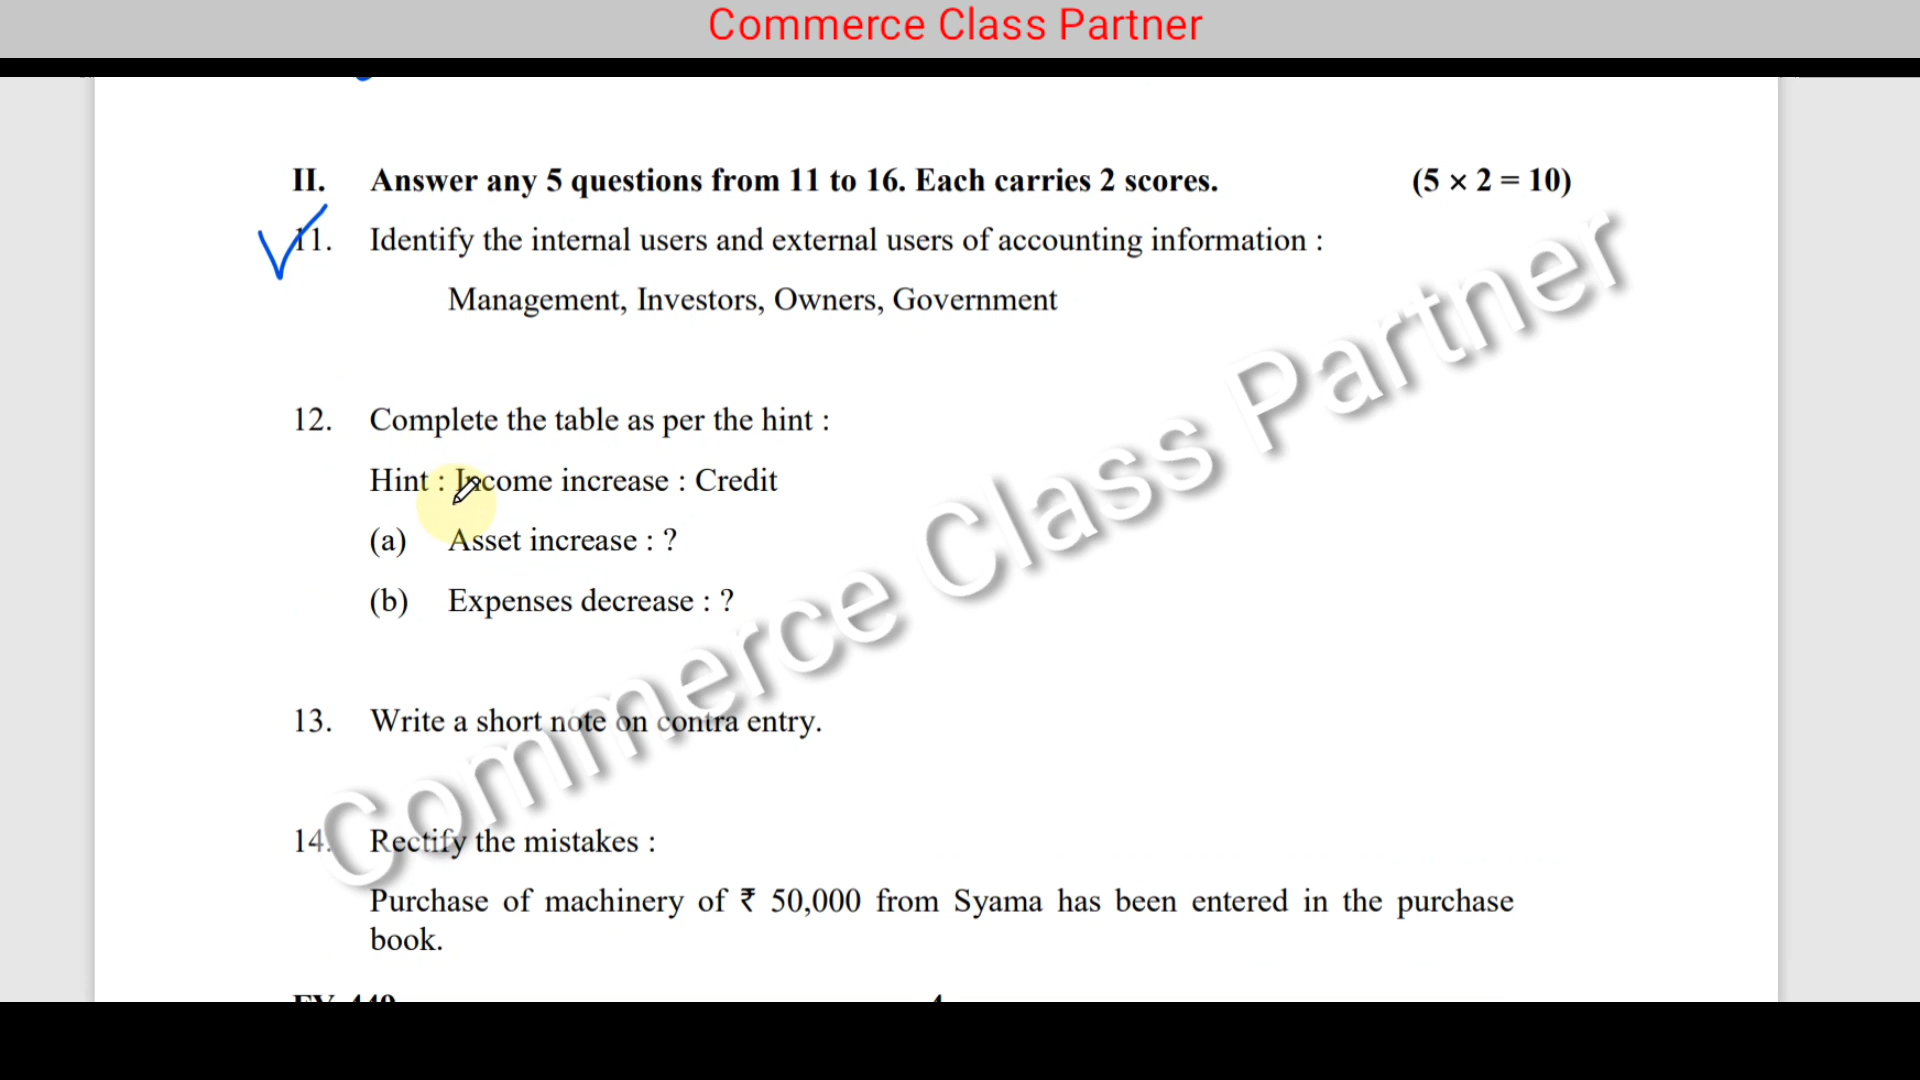 Commerce Class Partner
II. Answer any 5 questions from 11 to 16. Each carries 2 scores. (5 × 2 = 10)
11. Identify the internal users and external users of accounting information :
Management, Investors, Owners, Government
12. Complete the table as per the hint :
Hint : Income increase : Credit
(a) Asset increase : ?
(b) Expenses decrease : ?
13. Write a short note on contra entry.
14. Rectify the mistakes :
Purchase of machinery of ₹ 50,000 from Syama has been entered in the purchase
book.
Commerce Class Partner